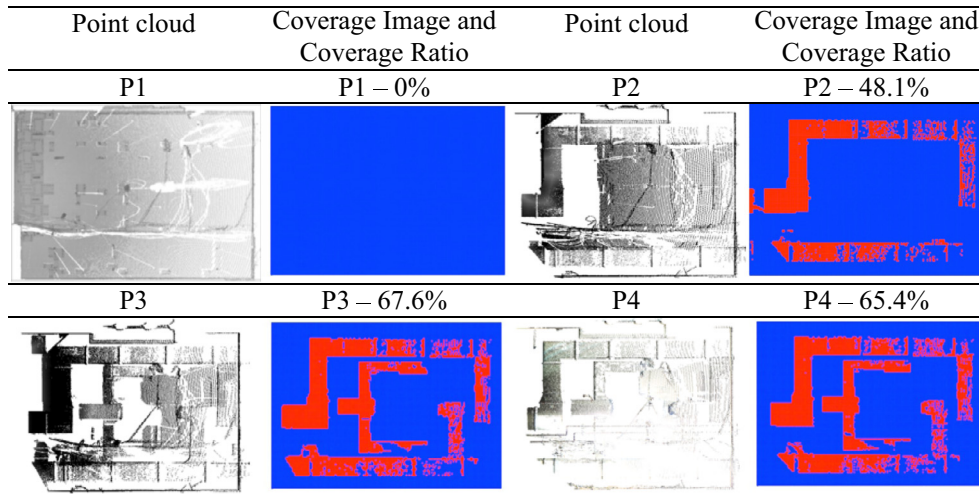 Point cloud
Coverage Image and
Coverage Ratio
Point cloud
Coverage Image and
Coverage Ratio
P1
P1 – 0%
P2
P2 – 48.1%
P3
P3 – 67.6%
P4
P4 – 65.4%